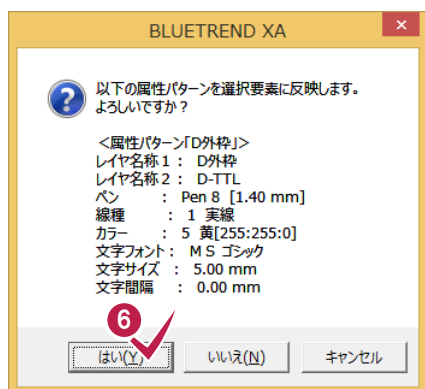 BLUETREND XA
×
以下の属性パターンを選択要素に反映します。
よろしいですか？
＜属性パターン「D外枠」＞
レイヤ名称１： D外枠
レイヤ名称２： D-TTL
ペン ： Pen 8 [1.40 mm]
線種 ： 1 実線
カラー ： 5 黄[255:255:0]
文字フォント： ＭＳ ゴシック
文字サイズ ： 5.00 mm
文字間隔 ： 0.00 mm
6
はい(Y) いいえ(N) キャンセル